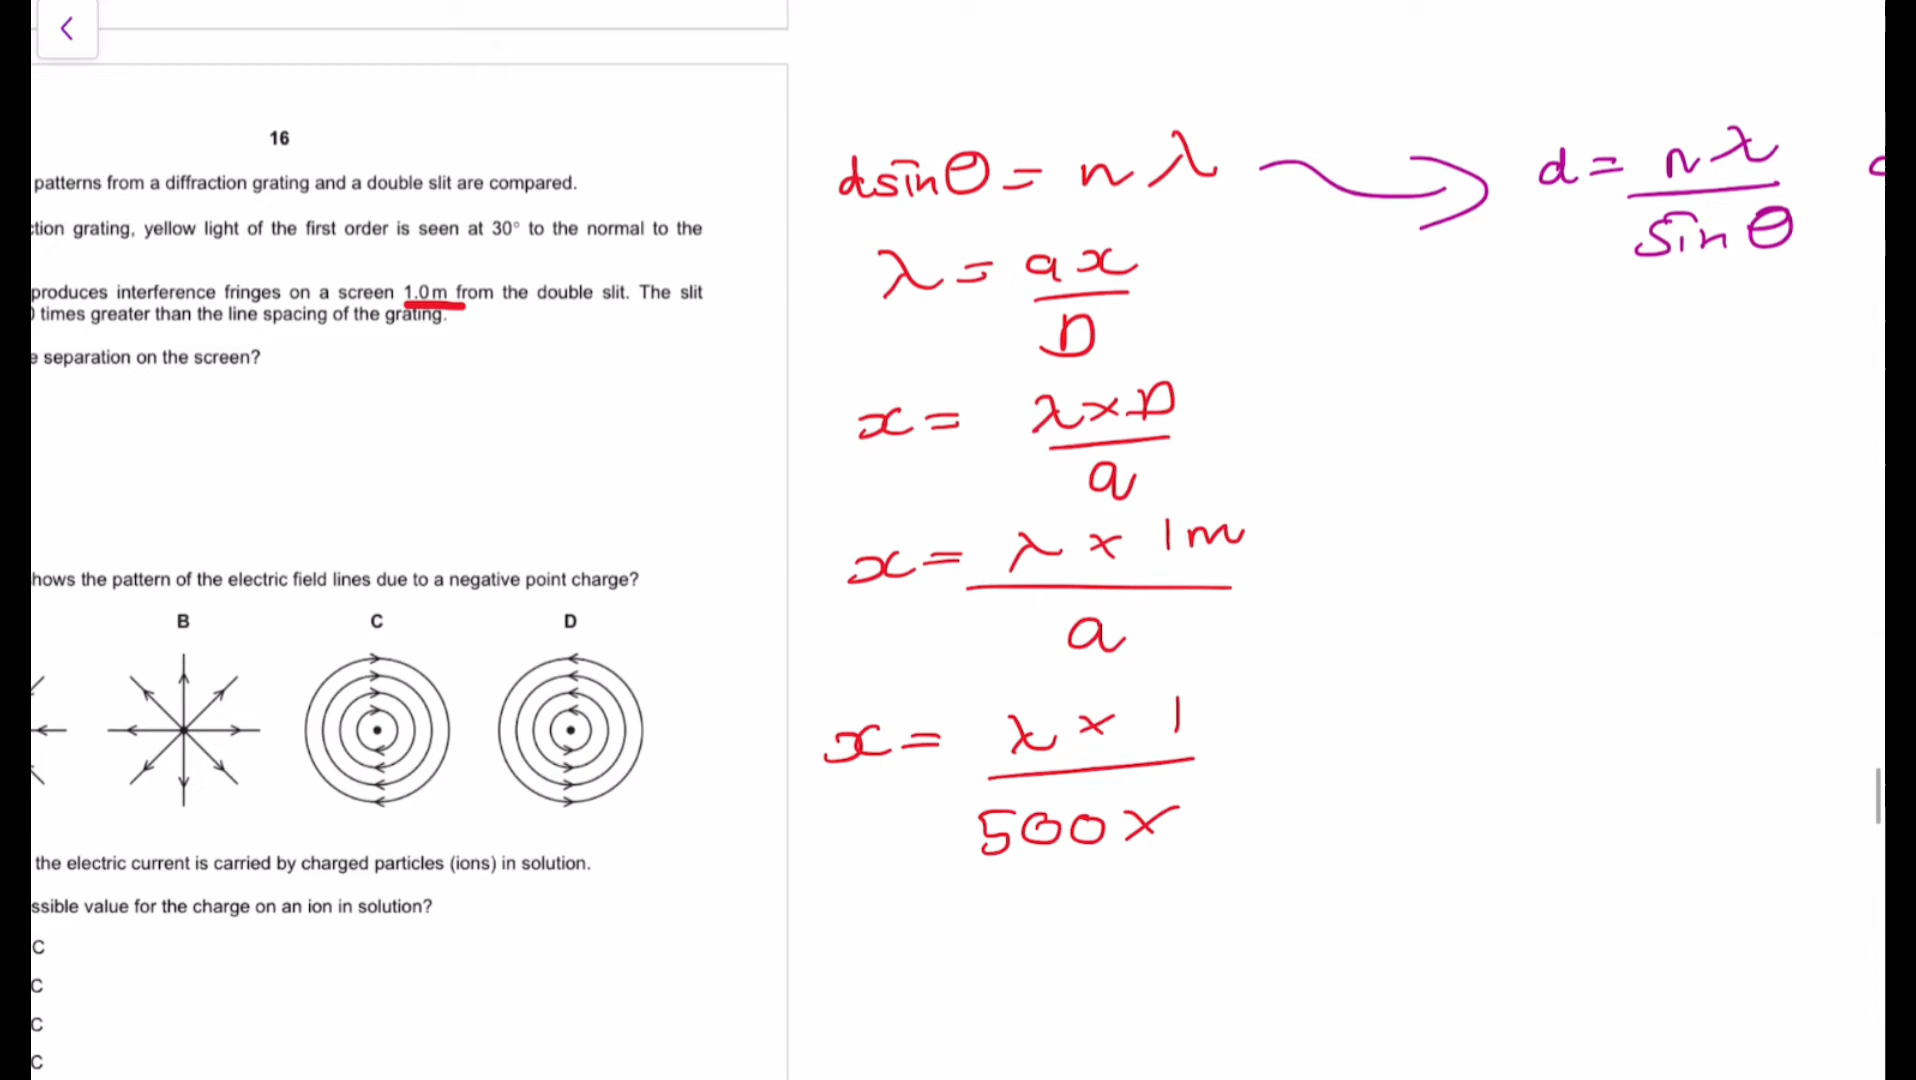 16
patterns from a diffraction grating and a double slit are compared.
grating, yellow light of the first order is seen at 30° to the normal to the
produces interference fringes on a screen 1.0 m from the double slit. The slit
times greater than the line spacing of the grating.
separation on the screen?
hows the pattern of the electric field lines due to a negative point charge?
B C D
the electric current is carried by charged particles (ions) in solution.
ssible value for the charge on an ion in solution?
C
C
C
C
dsinθ = nλ
d = nλ / sinθ
λ = ax / D
x = λ × D / a
x = λ × 1m / a
x = λ × 1 / 500 ×